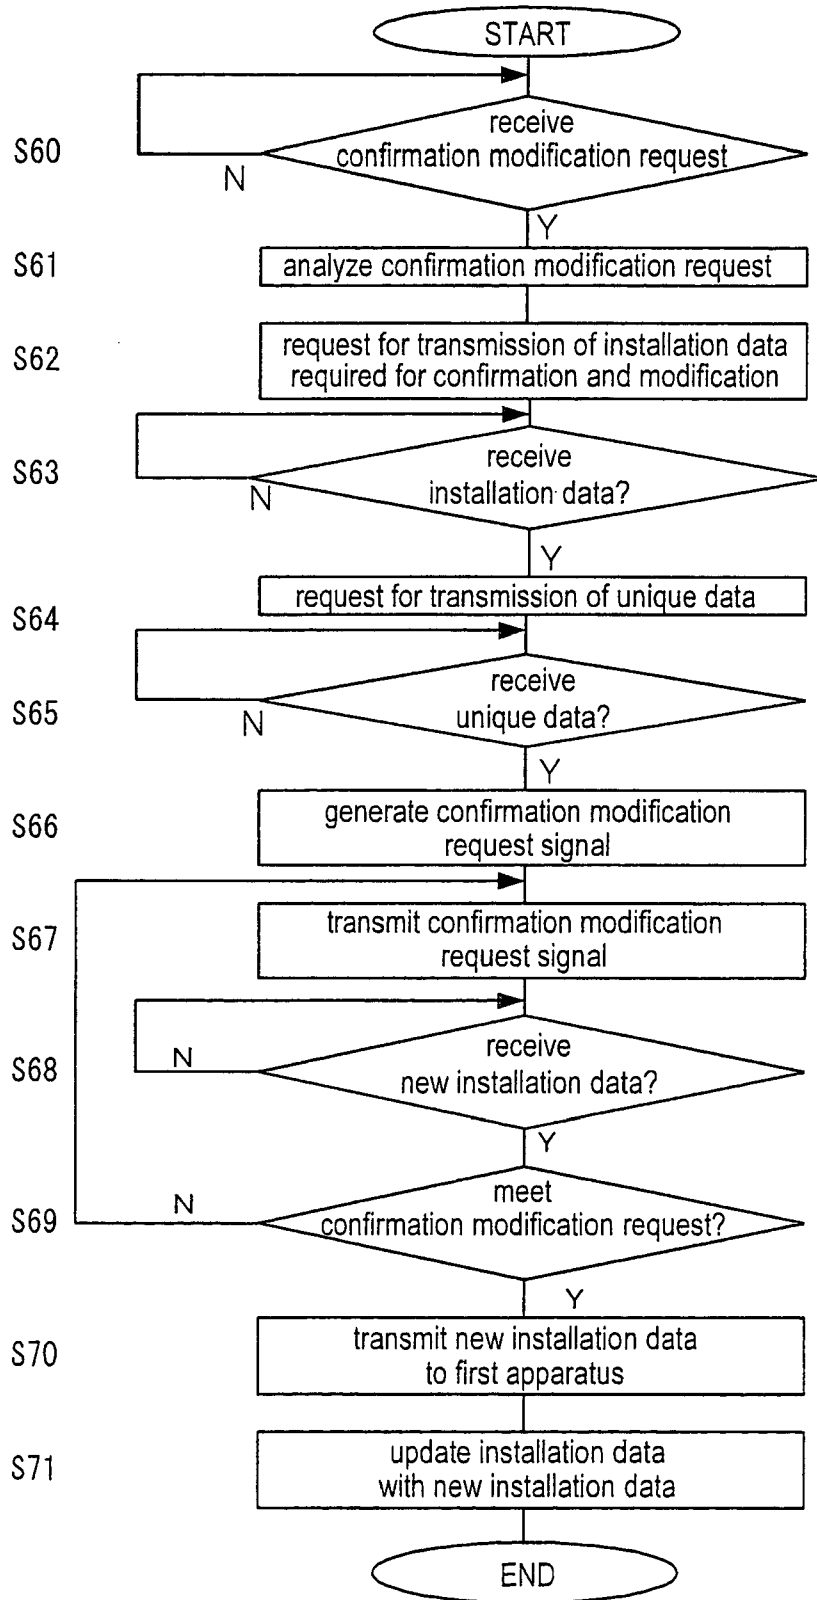 START
receive
S60
confirmation modification request
N
Y
S61
analyze confirmation modification request
S62
request for transmission of installation data
required for confirmation and modification
S63
receive
installation data?
N
Y
S64
request for transmission of unique data
S65
receive
unique data?
N
Y
S66
generate confirmation modification
request signal
S67
transmit confirmation modification
request signal
S68
N
receive
new installation data?
Y
S69
N
meet
confirmation modification request?
Y
S70
transmit new installation data
to first apparatus
S71
update installation data
with new installation data
END